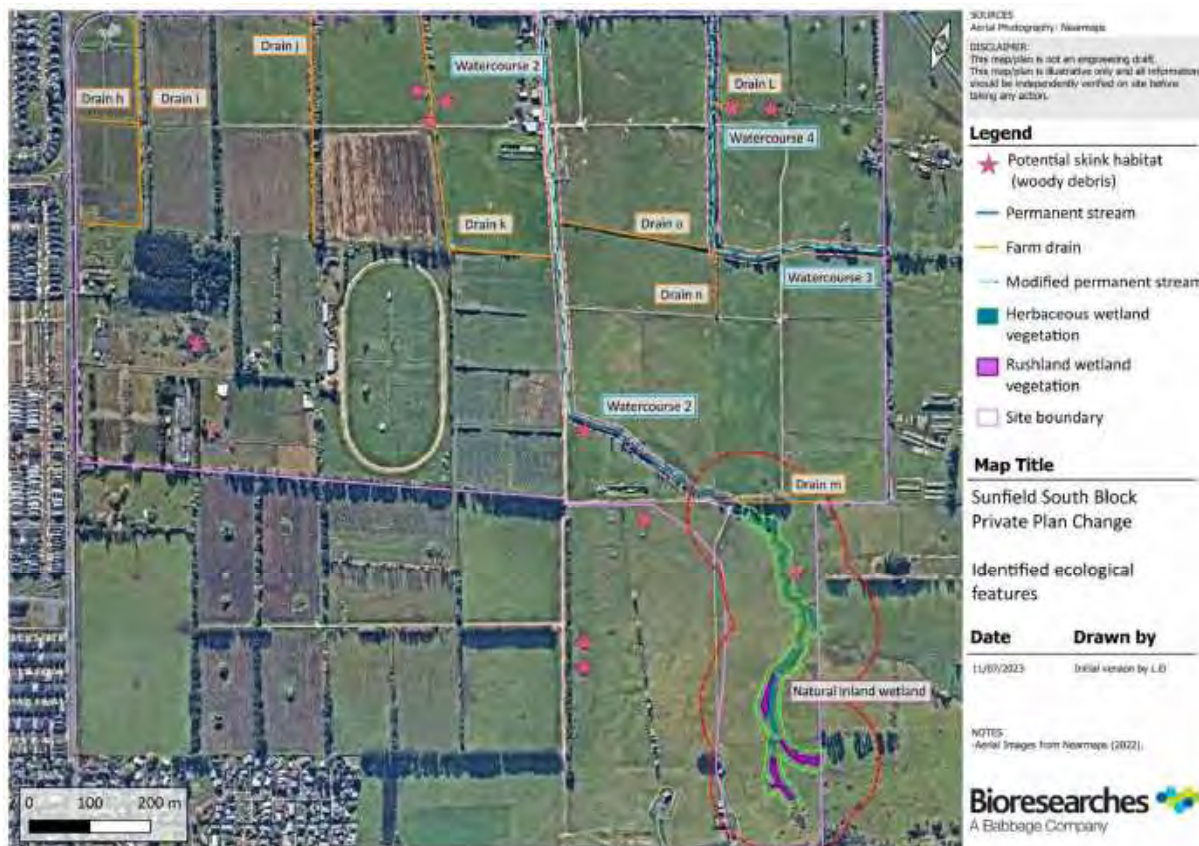 SOURCES
Aerial Photography: Nearmaps
DISCLAIMER:
This map/plan is not an engineering draft.
This map/plan is illustrative only and all information
should be independently verified on site before
taking any action.
Legend
Potential skink habitat
(woody debris)
Permanent stream
Farm drain
Modified permanent stream
Herbaceous wetland
vegetation
Rushland wetland
vegetation
Site boundary
Map Title
Sunfield South Block
Private Plan Change
Identified ecological
features
Date Drawn by
11/07/2023 Initial version by L.D
NOTES
-Aerial Images from Nearmaps (2022).
Bioresearches
A Babbage Company
Drain j
Watercourse 2
Drain L
Drain h
Drain i
Watercourse 4
Drain k
Drain o
Watercourse 3
Drain n
Watercourse 2
Drain m
Natural inland wetland
0 100 200 m